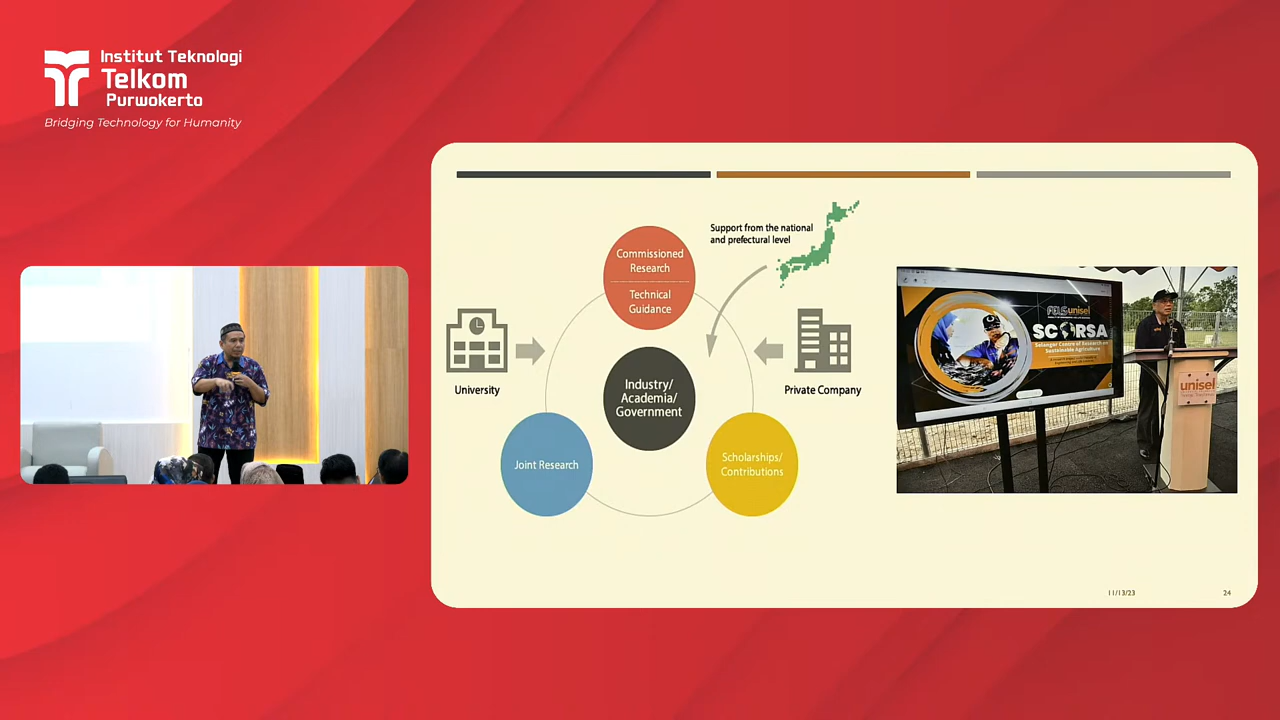 Institut Teknologi
Telkom
Purwokerto
Bridging Technology for Humanity
Support from the national
and prefectural level
Commissioned
Research
Technical
Guidance
University
Private Company
Industry/
Academia/
Government
Joint Research
Scholarships/
Contributions
unisel
SCORSA
Selangor Centre of Research on
Sustainable Agriculture
unisel
11/13/23
24